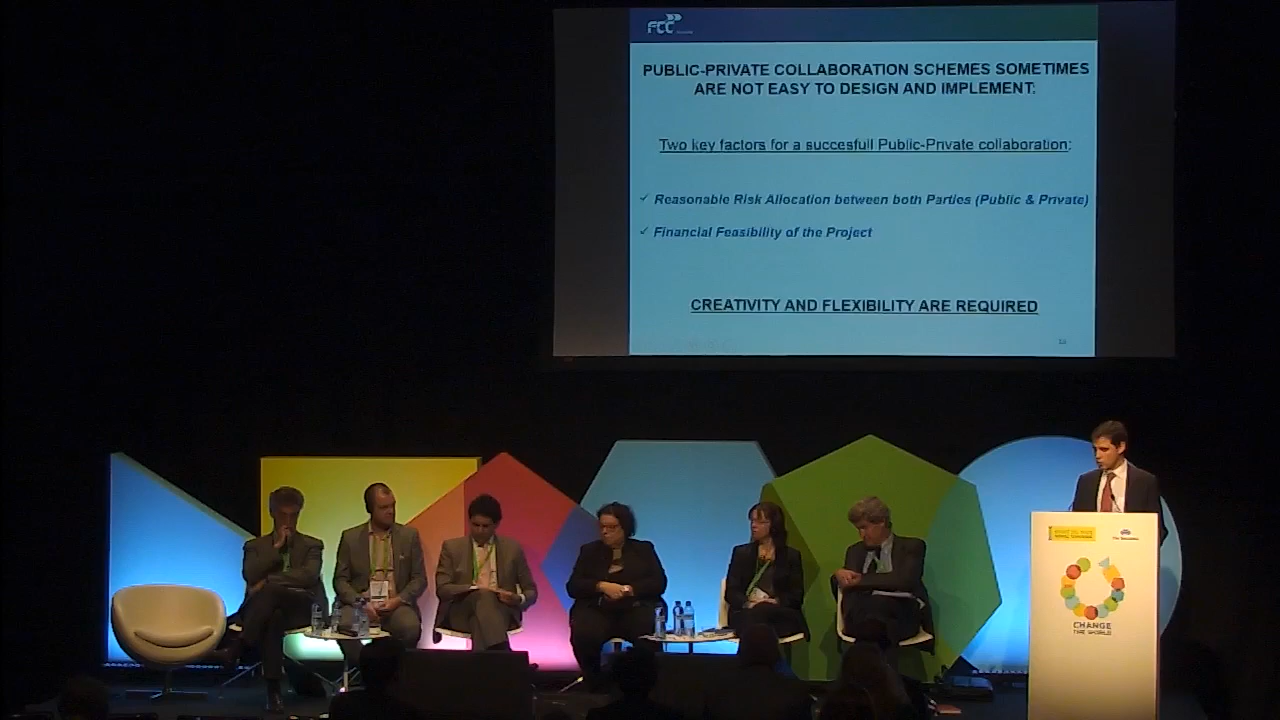 FCC
PUBLIC-PRIVATE COLLABORATION SCHEMES SOMETIMES
ARE NOT EASY TO DESIGN AND IMPLEMENT:
Two key factors for a succesfull Public-Private collaboration:
✓ Reasonable Risk Allocation between both Parties (Public & Private)
✓ Financial Feasibility of the Project
CREATIVITY AND FLEXIBILITY ARE REQUIRED
CHANGE
THE WORLD